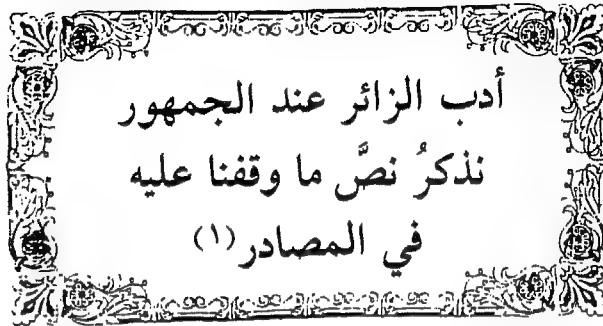 أدب الزائر عند الجمهور
نذكرُ نصَّ ما وقفنا عليه
في المصادر (١)